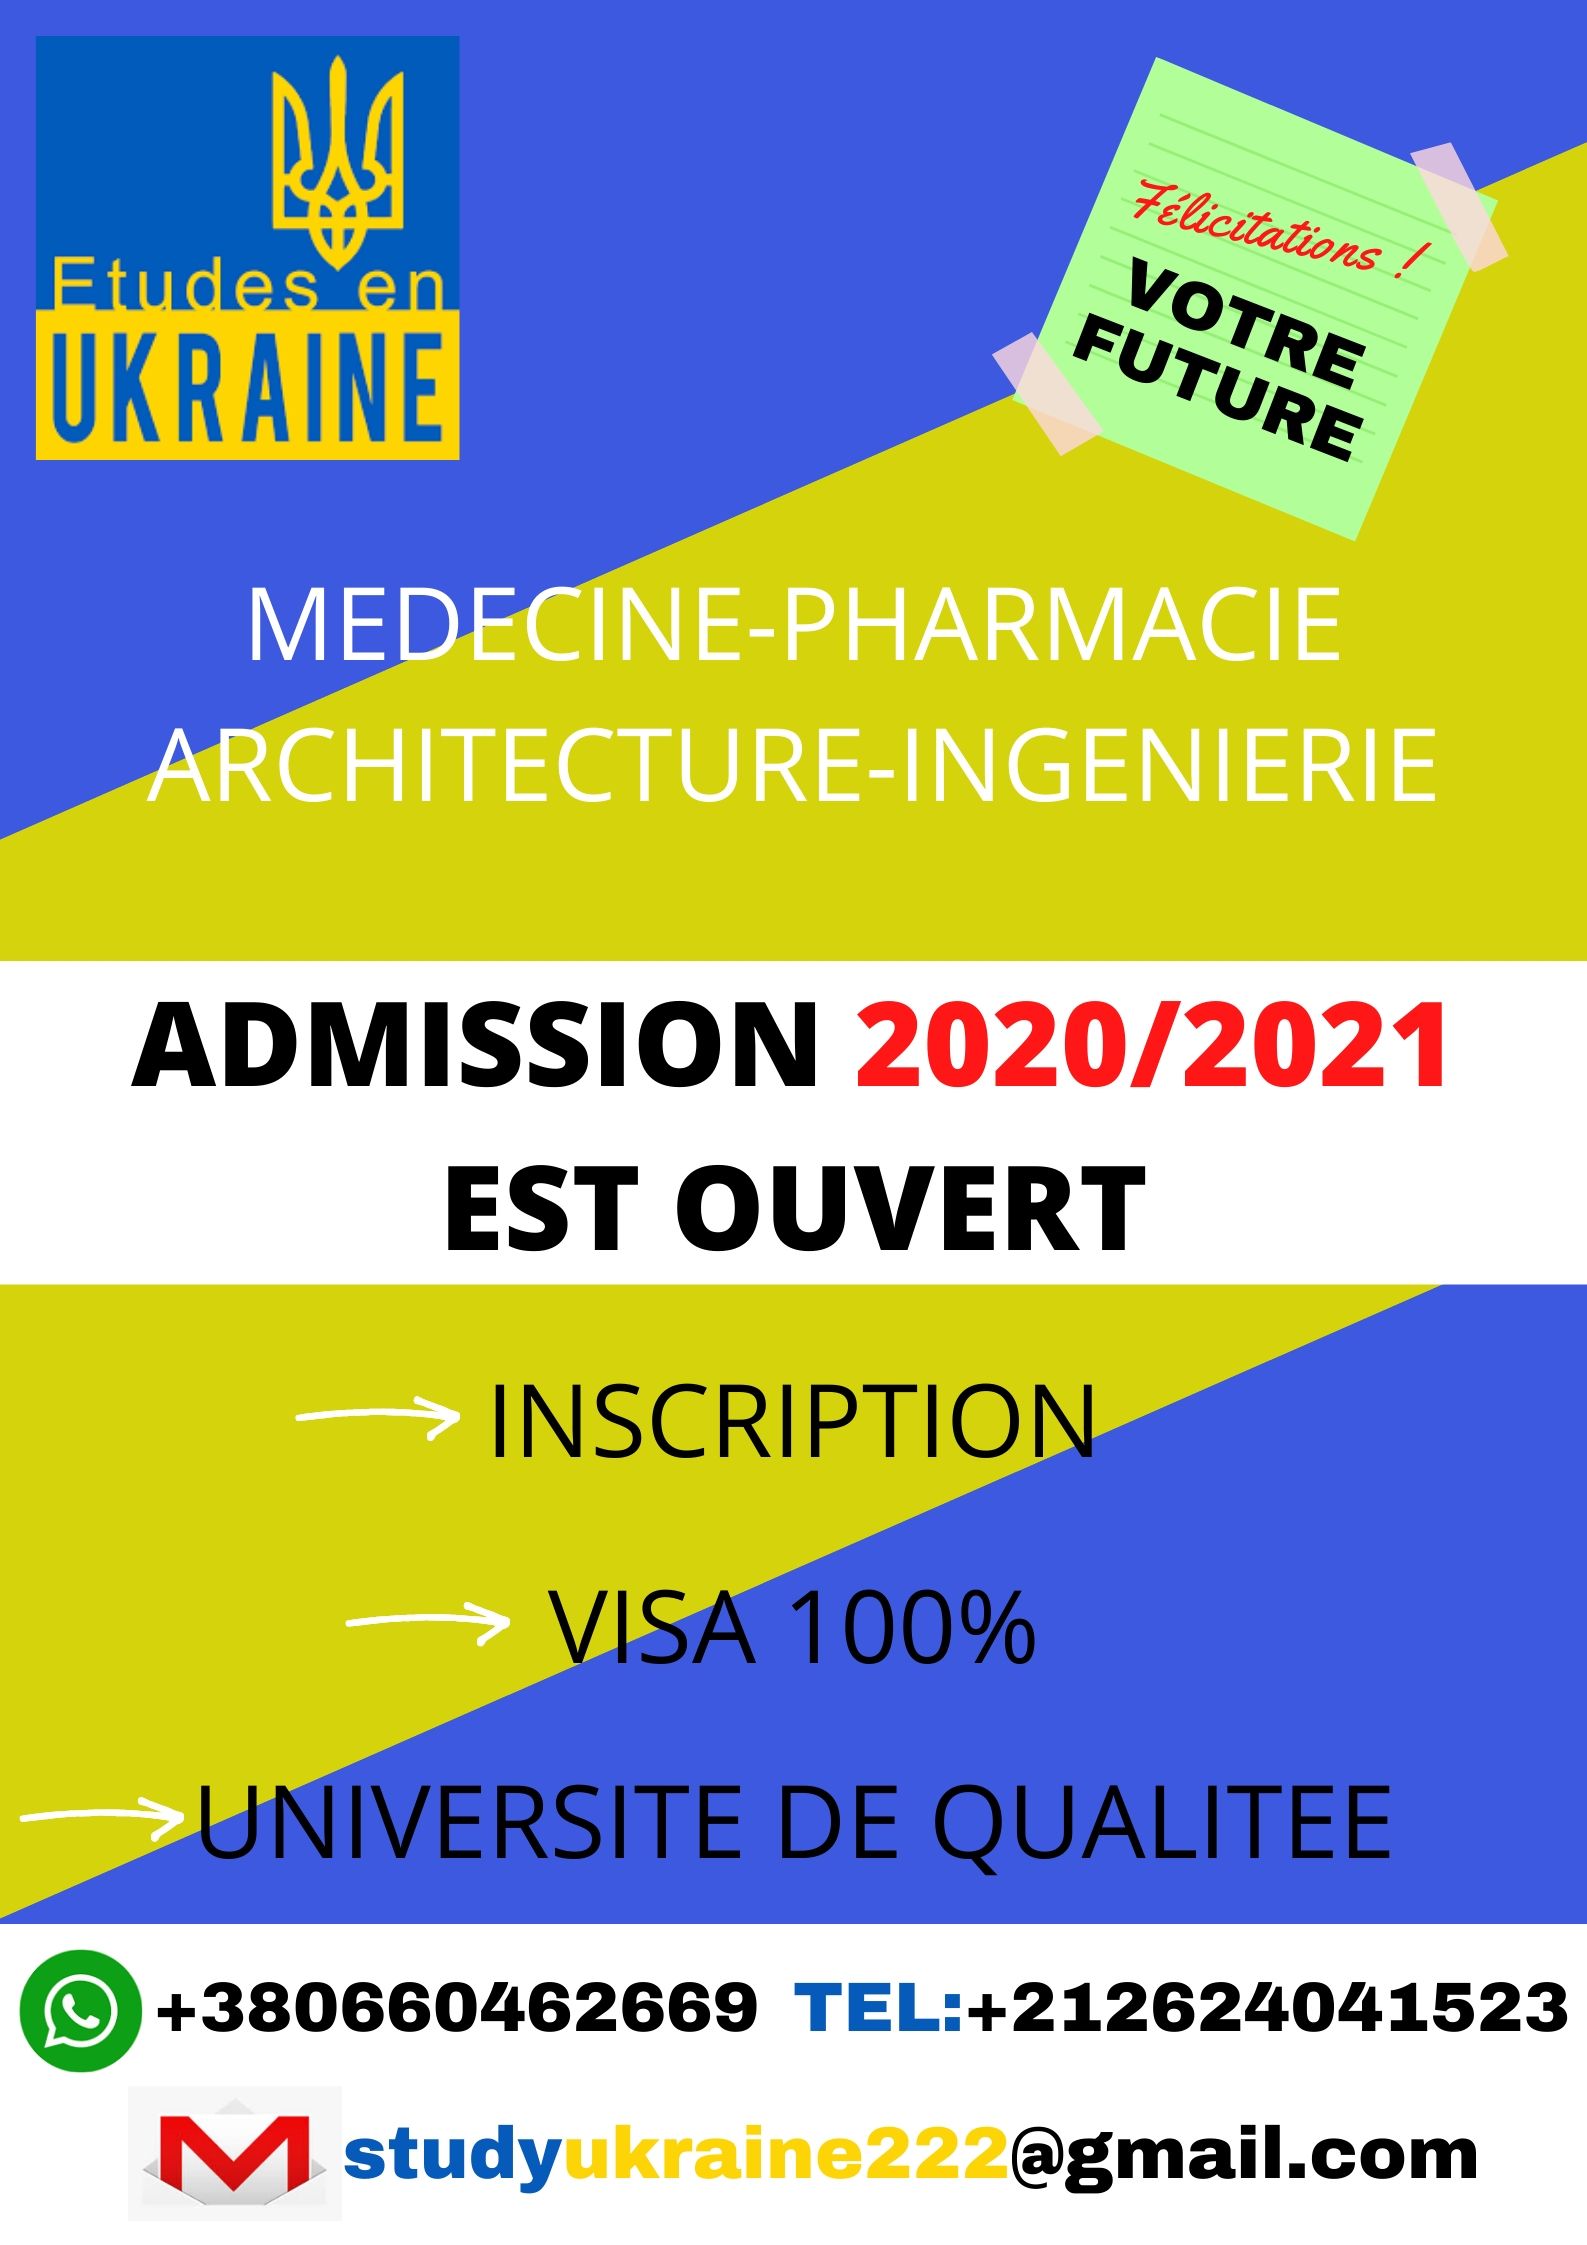 Etudes en
UKRAINE
Félicitations !
VOTRE
FUTURE
MEDECINE-PHARMACIE
ARCHITECTURE-INGENIERIE
ADMISSION 2020/2021
EST OUVERT
INSCRIPTION
VISA 100%
UNIVERSITE DE QUALITEE
+380660462669 TEL:+212624041523
studyukraine222@gmail.com